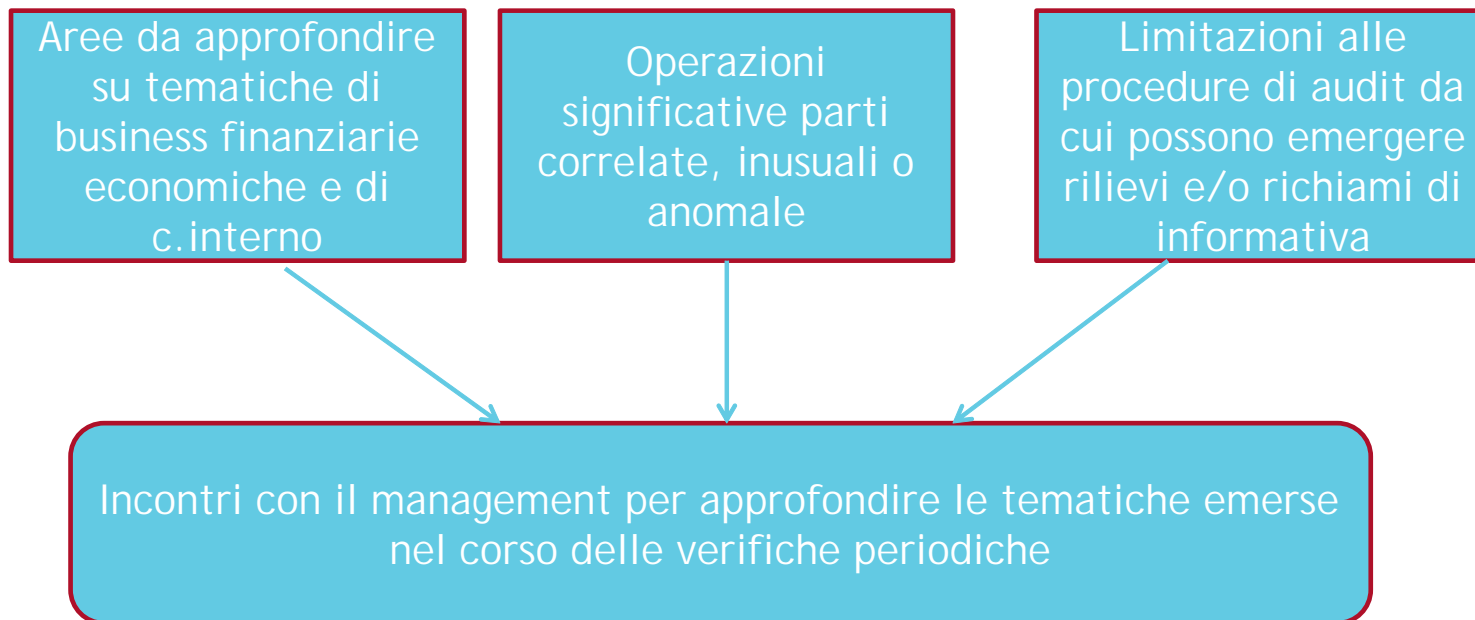 Aree da approfondire
su tematiche di
business finanziarie
economiche e di
c.interno
Operazioni
significative parti
correlate, inusuali o
anomale
Limitazioni alle
procedure di audit da
cui possono emergere
rilievi e/o richiami di
informativa
Incontri con il management per approfondire le tematiche emerse
nel corso delle verifiche periodiche